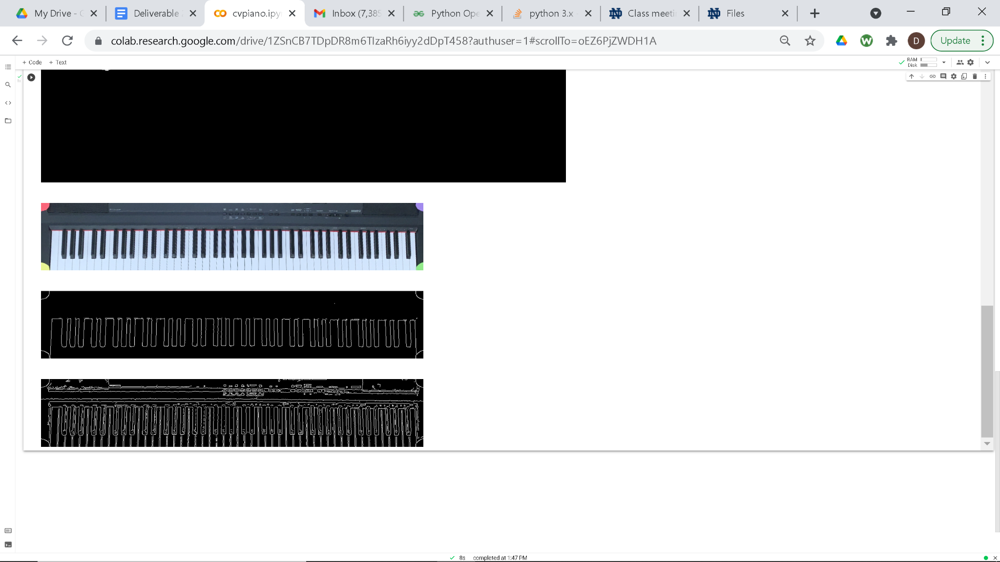 My Drive - C
Deliverable
cvpiano.ipy
Inbox (7,385
Python Ope
python 3.x
Class meeti
Files
colab.research.google.com/drive/1ZSnCB7TDpDR8m6TIzaRh6iyy2dDpT458?authuser=1#scrollTo=oEZ6PjZWDH1A
D
Update
+ Code + Text
RAM
Disk
8s completed at 1:47 PM